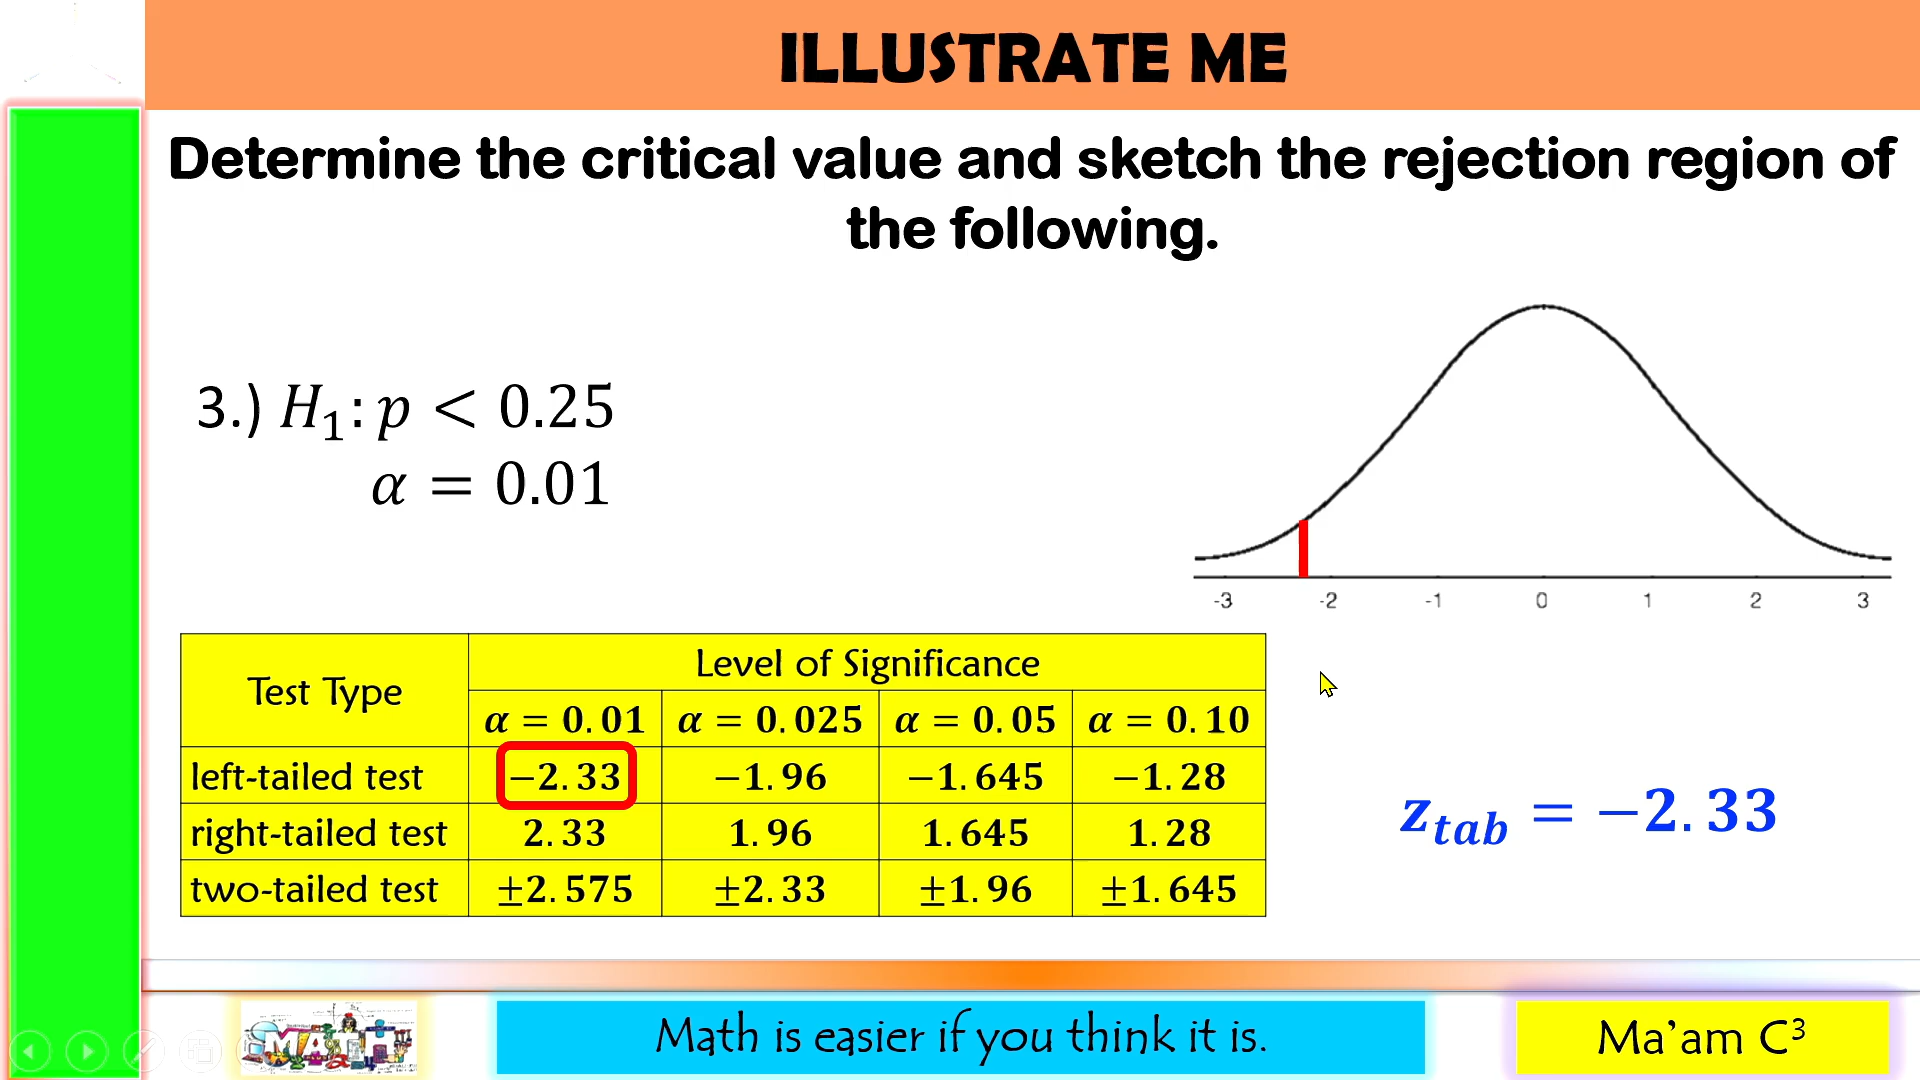 ILLUSTRATE ME
Determine the critical value and sketch the rejection region of
the following.
3.) H₁: p < 0.25
α = 0.01
-3 -2 -1 0 1 2 3
Test Type
Level of Significance
α = 0.01 α = 0.025 α = 0.05 α = 0.10
left-tailed test −2.33 −1.96 −1.645 −1.28
right-tailed test 2.33 1.96 1.645 1.28
two-tailed test ±2.575 ±2.33 ±1.96 ±1.645
z_tab = −2.33
MATH
Math is easier if you think it is.
Ma’am C³